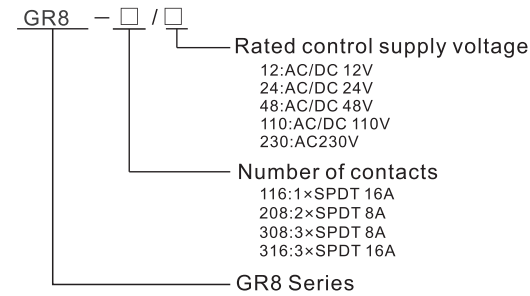 GR8 – □ / □
Rated control supply voltage
12:AC/DC 12V
24:AC/DC 24V
48:AC/DC 48V
110:AC/DC 110V
230:AC230V
Number of contacts
116:1×SPDT 16A
208:2×SPDT 8A
308:3×SPDT 8A
316:3×SPDT 16A
GR8 Series